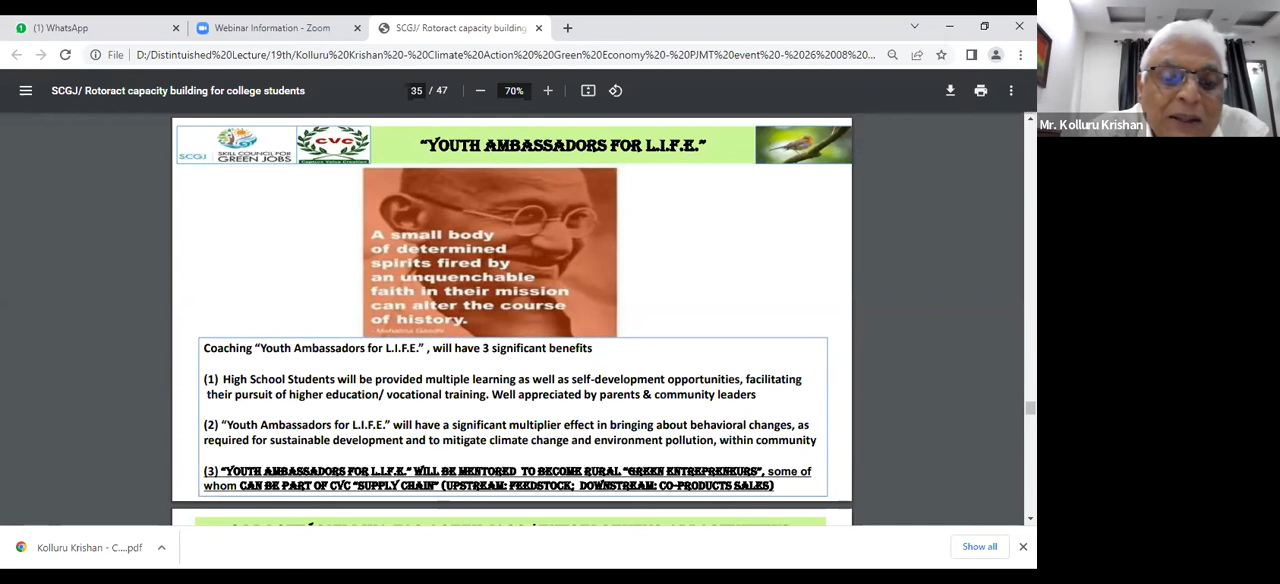 (1) WhatsApp
Webinar Information - Zoom
SCGJ/ Rotoract capacity building
File
D:/Distintuished%20Lecture/19th/Kolluru%20Krishan%20-%20Climate%20Action%20%20Green%20Economy%20-%20PJMT%20event%20-%2026%2008%20...
SCGJ/ Rotoract capacity building for college students
35 / 47
70%
Mr. Kolluru Krishan
SCGJ
SKILL COUNCIL FOR
GREEN JOBS
CVC
Capture Value Creation
“YOUTH AMBASSADORS FOR L.I.F.E.”
A small body
of determined
spirits fired by
an unquenchable
faith in their mission
can alter the course
of history.
- Mahatma Gandhi
Coaching “Youth Ambassadors for L.I.F.E.” , will have 3 significant benefits
(1) High School Students will be provided multiple learning as well as self-development opportunities, facilitating
their pursuit of higher education/ vocational training. Well appreciated by parents & community leaders
(2) “Youth Ambassadors for L.I.F.E.” will have a significant multiplier effect in bringing about behavioral changes, as
required for sustainable development and to mitigate climate change and environment pollution, within community
(3) “YOUTH AMBASSADORS FOR L.I.F.E.” WILL BE MENTORED TO BECOME RURAL “GREEN ENTREPRENEURS”, some of
whom CAN BE PART OF CVC “SUPPLY CHAIN” (UPSTREAM: FEEDSTOCK; DOWNSTREAM: CO-PRODUCTS SALES)
Kolluru Krishan - C....pdf
Show all